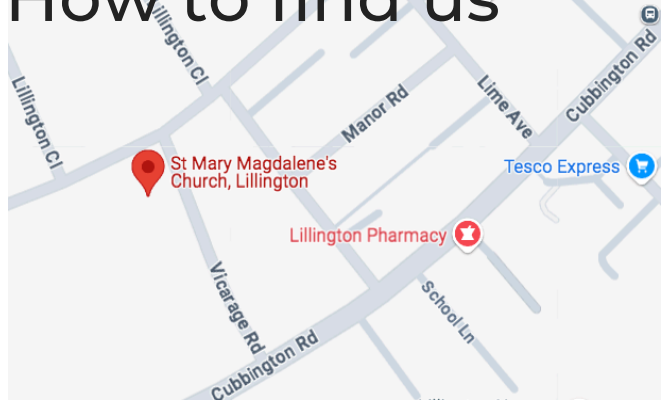 How to find us
Lillington Cl
Lillington Cl
Cubbington Rd
Lime Ave
Manor Rd
St Mary Magdalene's
Church, Lillington
Tesco Express
Lillington Pharmacy
Vicarage Rd
School Ln
Cubbington Rd